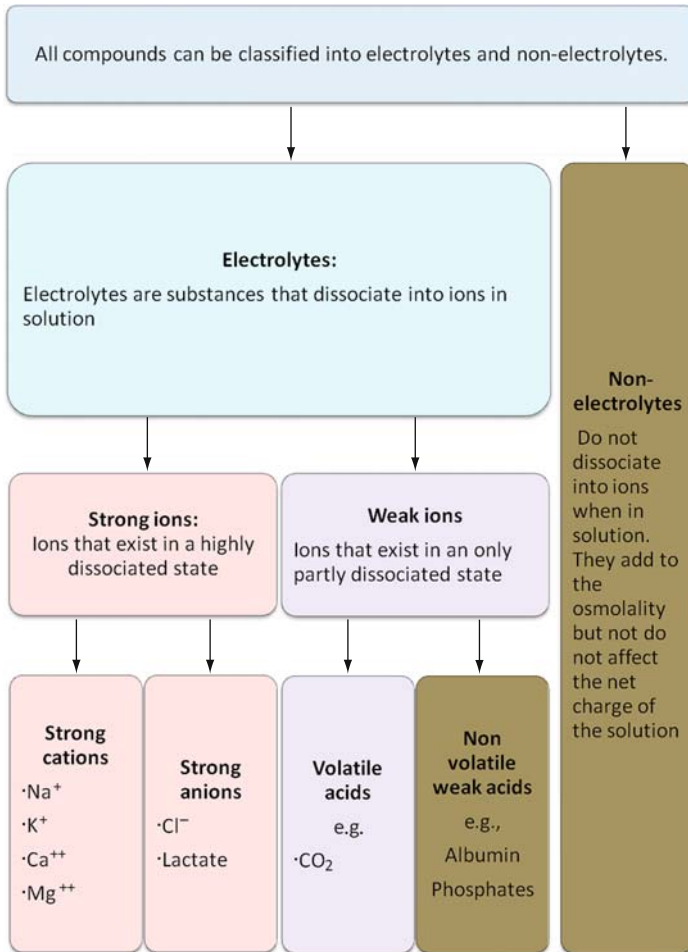 All compounds can be classified into electrolytes and non-electrolytes.
Electrolytes:
Electrolytes are substances that dissociate into ions in
solution
Non-
electrolytes
Do not
dissociate
into ions
when in
solution.
They add to
the
osmolality
but not do
not affect
the net
charge of
the solution
Strong ions:
Ions that exist in a highly
dissociated state
Weak ions
Ions that exist in an only
partly dissociated state
Strong
cations
·Na⁺
·K⁺
·Ca⁺⁺
·Mg⁺⁺
Strong
anions
·Cl⁻
·Lactate
Volatile
acids
e.g.
·CO₂
Non
volatile
weak acids
e.g.,
Albumin
Phosphates